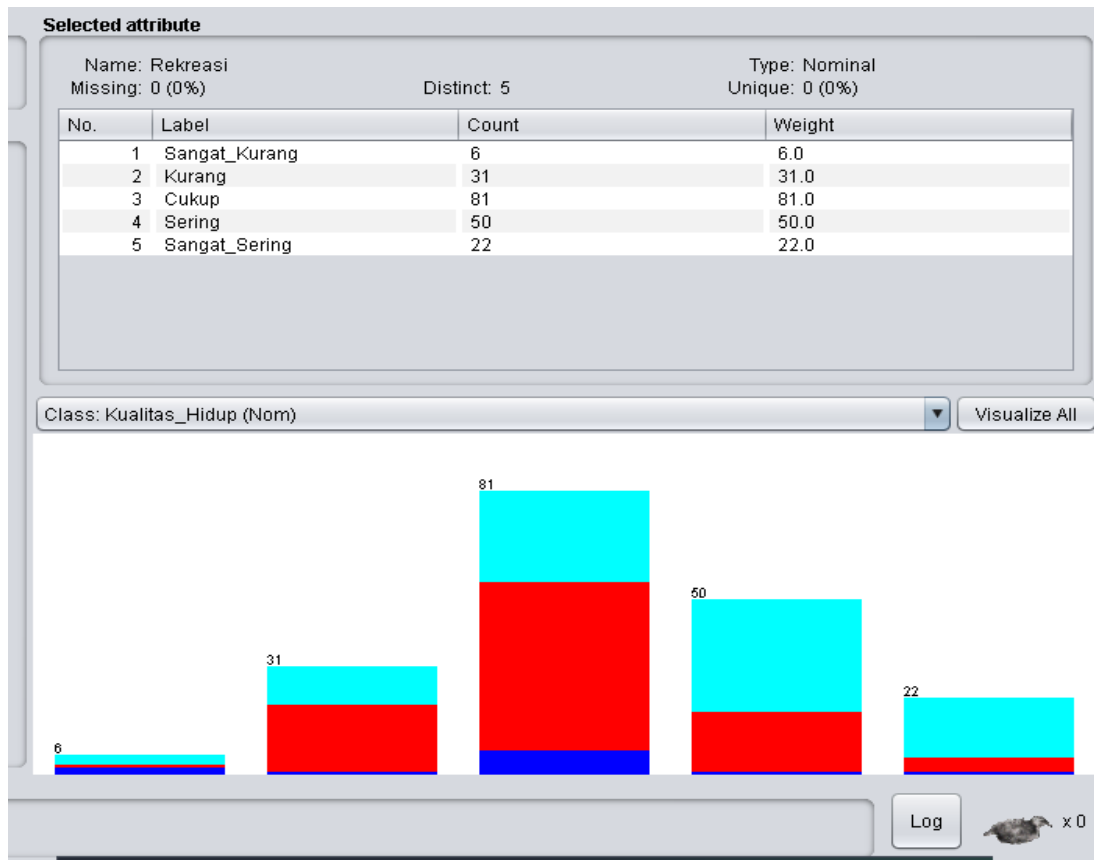 Selected attribute
Name: Rekreasi Type: Nominal
Missing: 0 (0%) Distinct: 5 Unique: 0 (0%)
No. Label Count Weight
1 Sangat_Kurang 6 6.0
2 Kurang 31 31.0
3 Cukup 81 81.0
4 Sering 50 50.0
5 Sangat_Sering 22 22.0
Class: Kualitas_Hidup (Nom) Visualize All
6 31 81 50 22
Log x 0